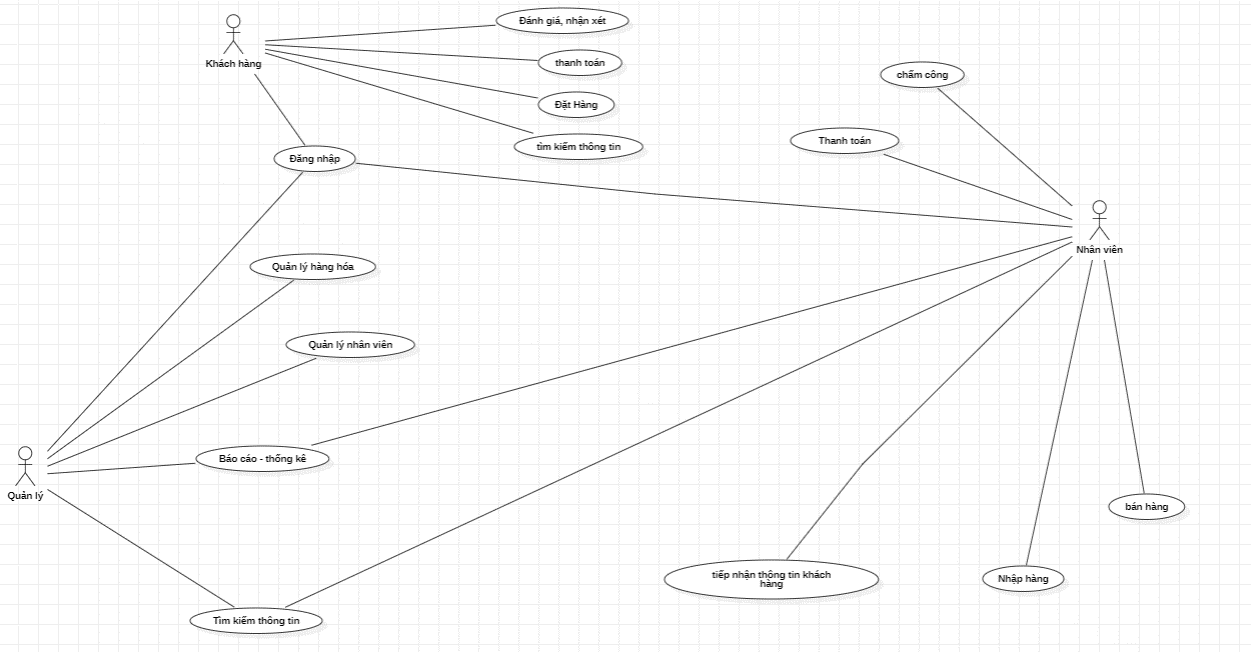 Đánh giá, nhận xét
Khách hàng
thanh toán
chấm công
Đặt Hàng
Thanh toán
tìm kiếm thông tin
Đăng nhập
Nhân viên
Quản lý hàng hóa
Quản lý nhân viên
Báo cáo - thống kê
Quản lý
bán hàng
tiếp nhận thông tin khách
hàng
Nhập hàng
Tìm kiếm thông tin